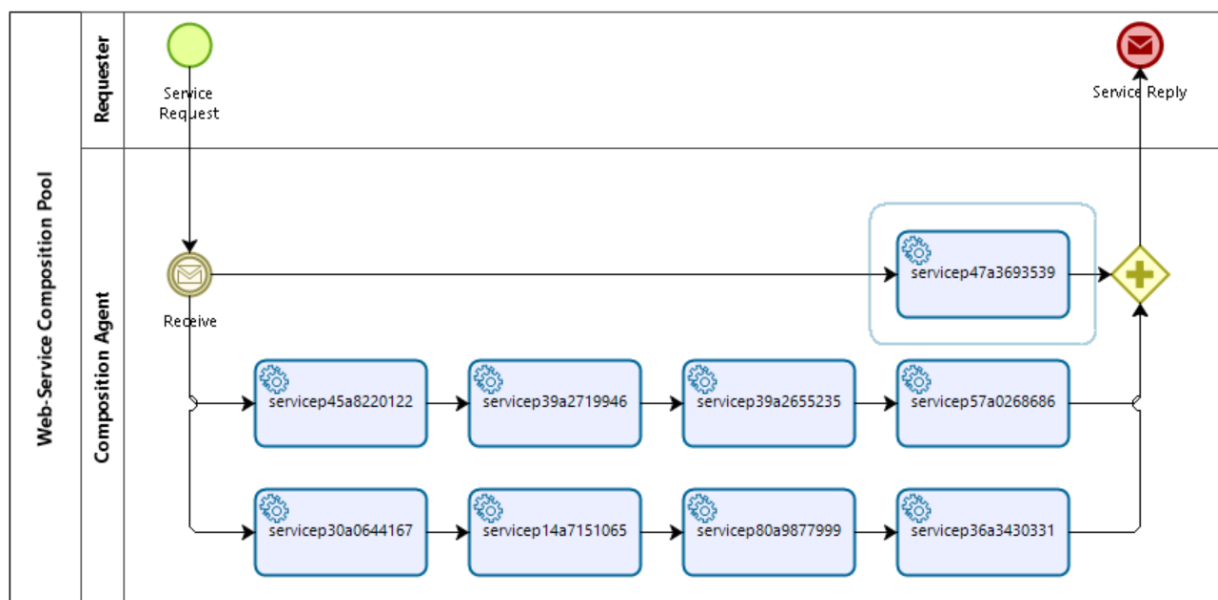 Web-Service Composition Pool
Requester
Service
Request
Service Reply
Composition Agent
Receive
servicep47a3693539
servicep45a8220122
servicep39a2719946
servicep39a2655235
servicep57a0268686
servicep30a0644167
servicep14a7151065
servicep80a9877999
servicep36a3430331